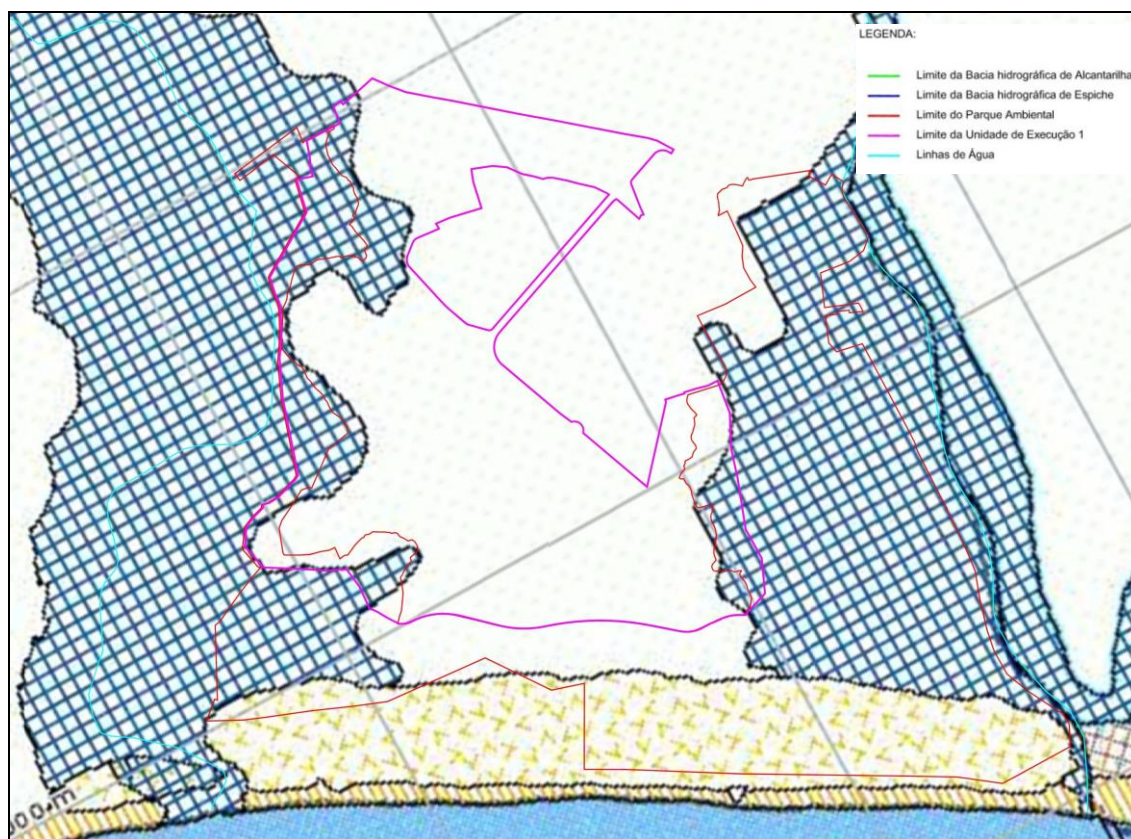 LEGENDA:
Limite da Bacia hidrográfica de Alcantarilha
Limite da Bacia hidrográfica de Espiche
Limite do Parque Ambiental
Limite da Unidade de Execução 1
Linhas de Água
000 m